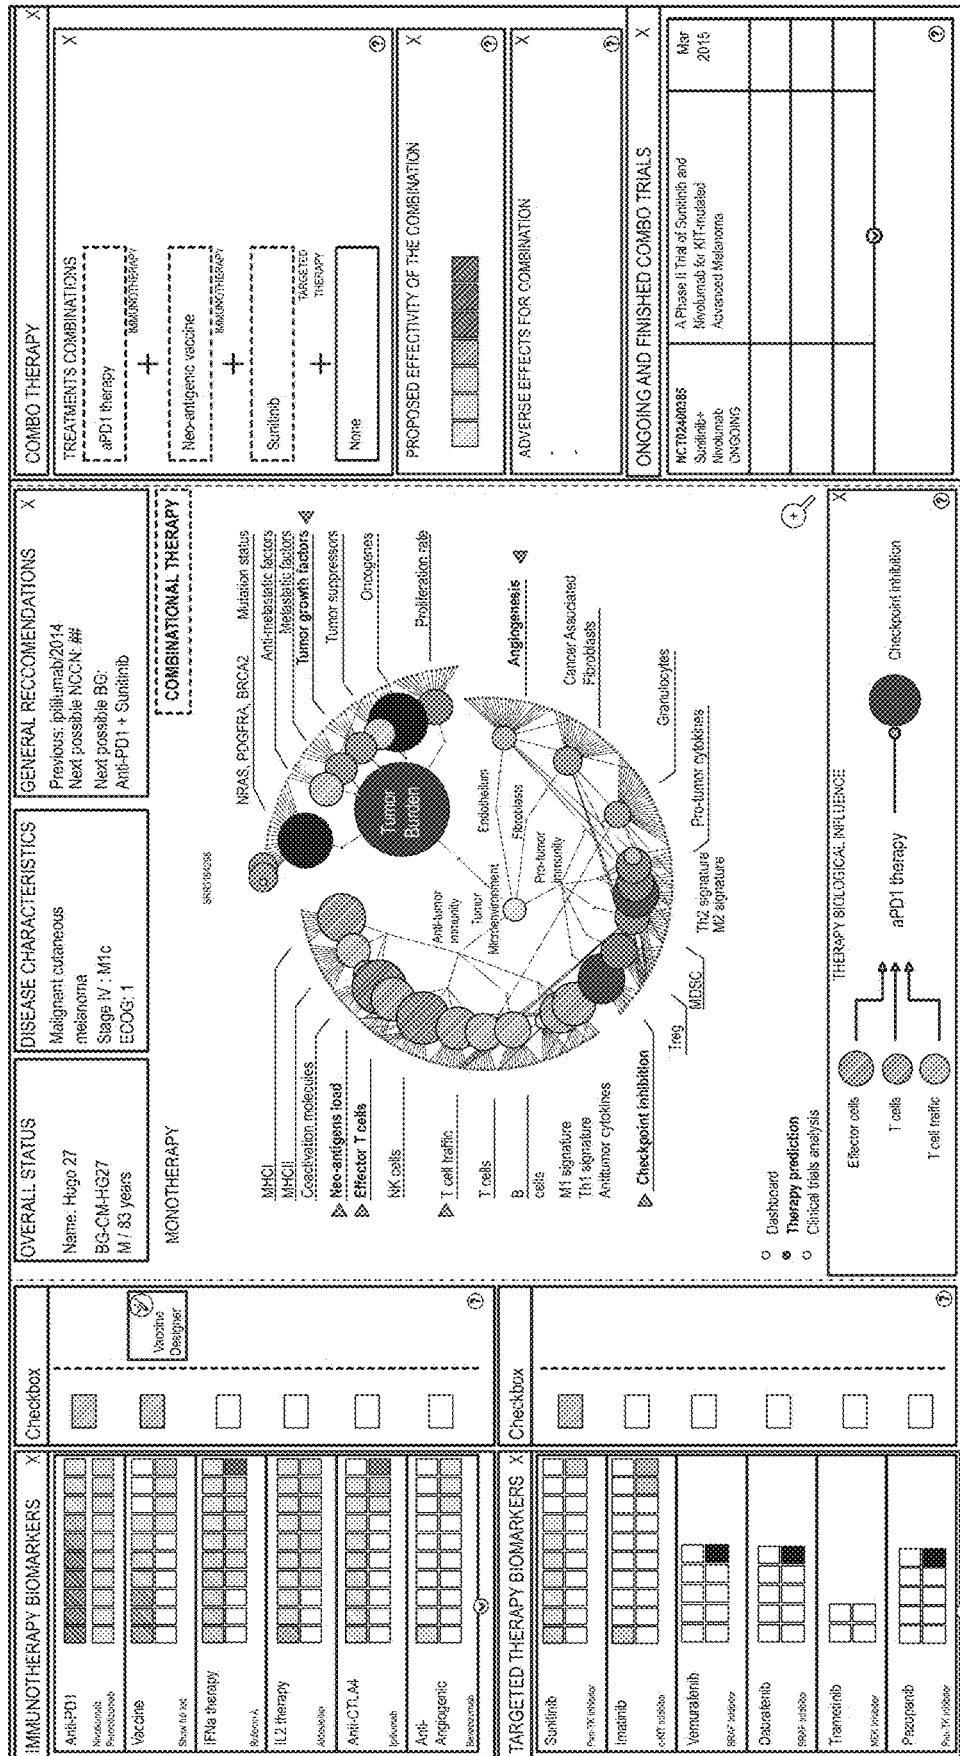 IMMUNOTHERAPY BIOMARKERS X
Anti-PD1
Nivolumab
Pembrolizumab
Vaccine
Show full list
IFNa therapy
IL2 therapy
Aldesleukin
Anti-CTLA4
Ipilimumab
Anti-
Angiogenic
Bevacizumab
Checkbox
Vaccine
Designer
?
TARGETED THERAPY BIOMARKERS X
Sunitinib
Pan-TK inhibitor
Imatinib
cKIT inhibitor
Vemurafenib
BRAF inhibitor
Dabrafenib
BRAF inhibitor
Trametinib
MEK inhibitor
Pazopanib
Pan-TK inhibitor
Checkbox
?
OVERALL STATUS
Name: Hugo 27
BG-CM-HG27
M / 83 years
DISEASE CHARACTERISTICS
Malignant cutaneous
melanoma
Stage IV : M1c
ECOG: 1
GENERAL RECCOMENDATIONS X
Previous: ipilitumab/2014
Next possible NCCN: ##
Next possible BG:
Anti-PD1 + Sunitinib
MONOTHERAPY
COMBINATIONAL THERAPY
MHCI
MHCII
Coactivation molecules
Neo-antigens load
Effector T cells
NK cells
T cell traffic
T cells
B
cells
M1 signature
Th1 signature
Antitumor cytokines
Checkpoint inhibition
Treg
MDSC
Th2 signature
M2 signature
Pro-tumor cytokines
Granulocytes
Cancer Associated
Fibroblasts
Angiogenesis
NRAS, PDGFRA, BRCA2
Mutation status
Anti-metastatic factors
Metastatic factors
Tumor growth factors
Tumor suppressors
Oncogenes
Proliferation rate
Tumor
Burden
Anti-tumor
immunity
Tumor
Microenvironment
Endothelium
Fibroblasts
Pro-tumor
immunity
Dashboard
Therapy prediction
Clinical trials analysis
THERAPY BIOLOGICAL INFLUENCE X
Effector cells
T cells
T cell traffic
aPD1 therapy
Checkpoint inhibition
?
COMBO THERAPY X
TREATMENTS COMBINATIONS X
aPD1 therapy
IMMUNOTHERAPY
+
Neo-antigenic vaccine
IMMUNOTHERAPY
+
Sunitinib
TARGETED
THERAPY
+
None
?
PROPOSED EFFECTIVITY OF THE COMBINATION X
?
ADVERSE EFFECTS FOR COMBINATION X
?
ONGOING AND FINISHED COMBO TRIALS X
NCT02400385
Sunitinib+
Nivolumab
ONGOING
A Phase II Trial of Sunitinib and
Nivolumab for KIT-mutated
Advanced Melanoma
Mar
2015
?